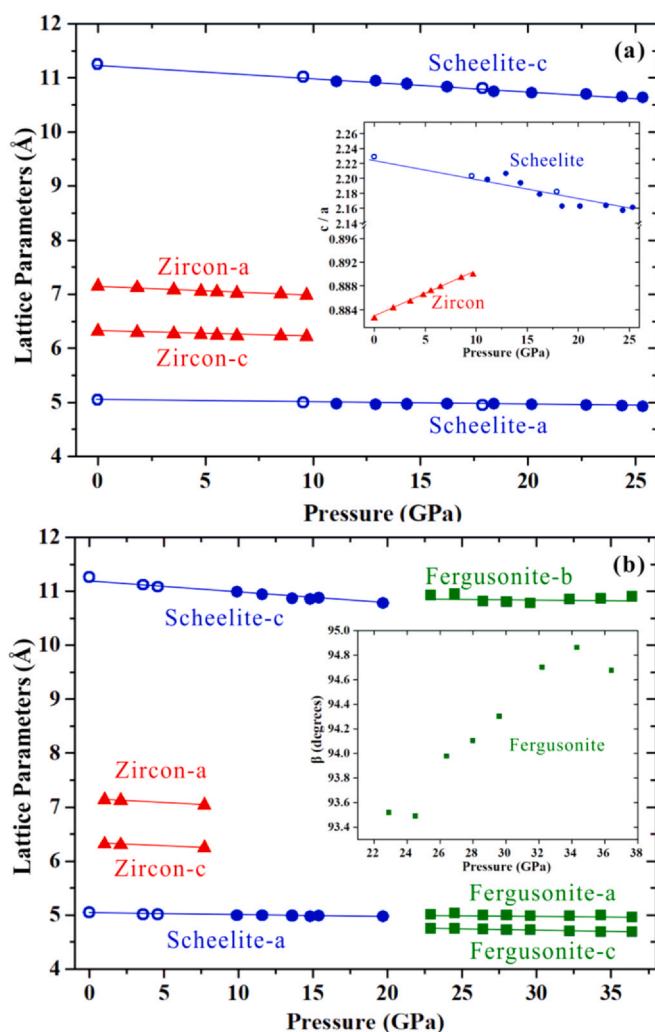 12
11
10
9
8
7
6
5
4
Lattice Parameters (Å)
(a)
Scheelite-c
Zircon-a
Zircon-c
Scheelite-a
2.26
2.24
2.22
2.20
2.18
2.16
0.896
0.890
0.884
c / a
Scheelite
Zircon
0 5 10 15 20 25
Pressure (GPa)
0 5 10 15 20 25
Pressure (GPa)
12
11
10
9
8
7
6
5
4
Lattice Parameters (Å)
(b)
Scheelite-c
Fergusonite-b
Zircon-a
Zircon-c
Scheelite-a
Fergusonite-a
Fergusonite-c
95.0
94.8
94.6
94.4
94.2
94.0
93.8
93.6
93.4
β (degrees)
Fergusonite
22 24 26 28 30 32 34 36 38
Pressure (GPa)
0 5 10 15 20 25 30 35
Pressure (GPa)